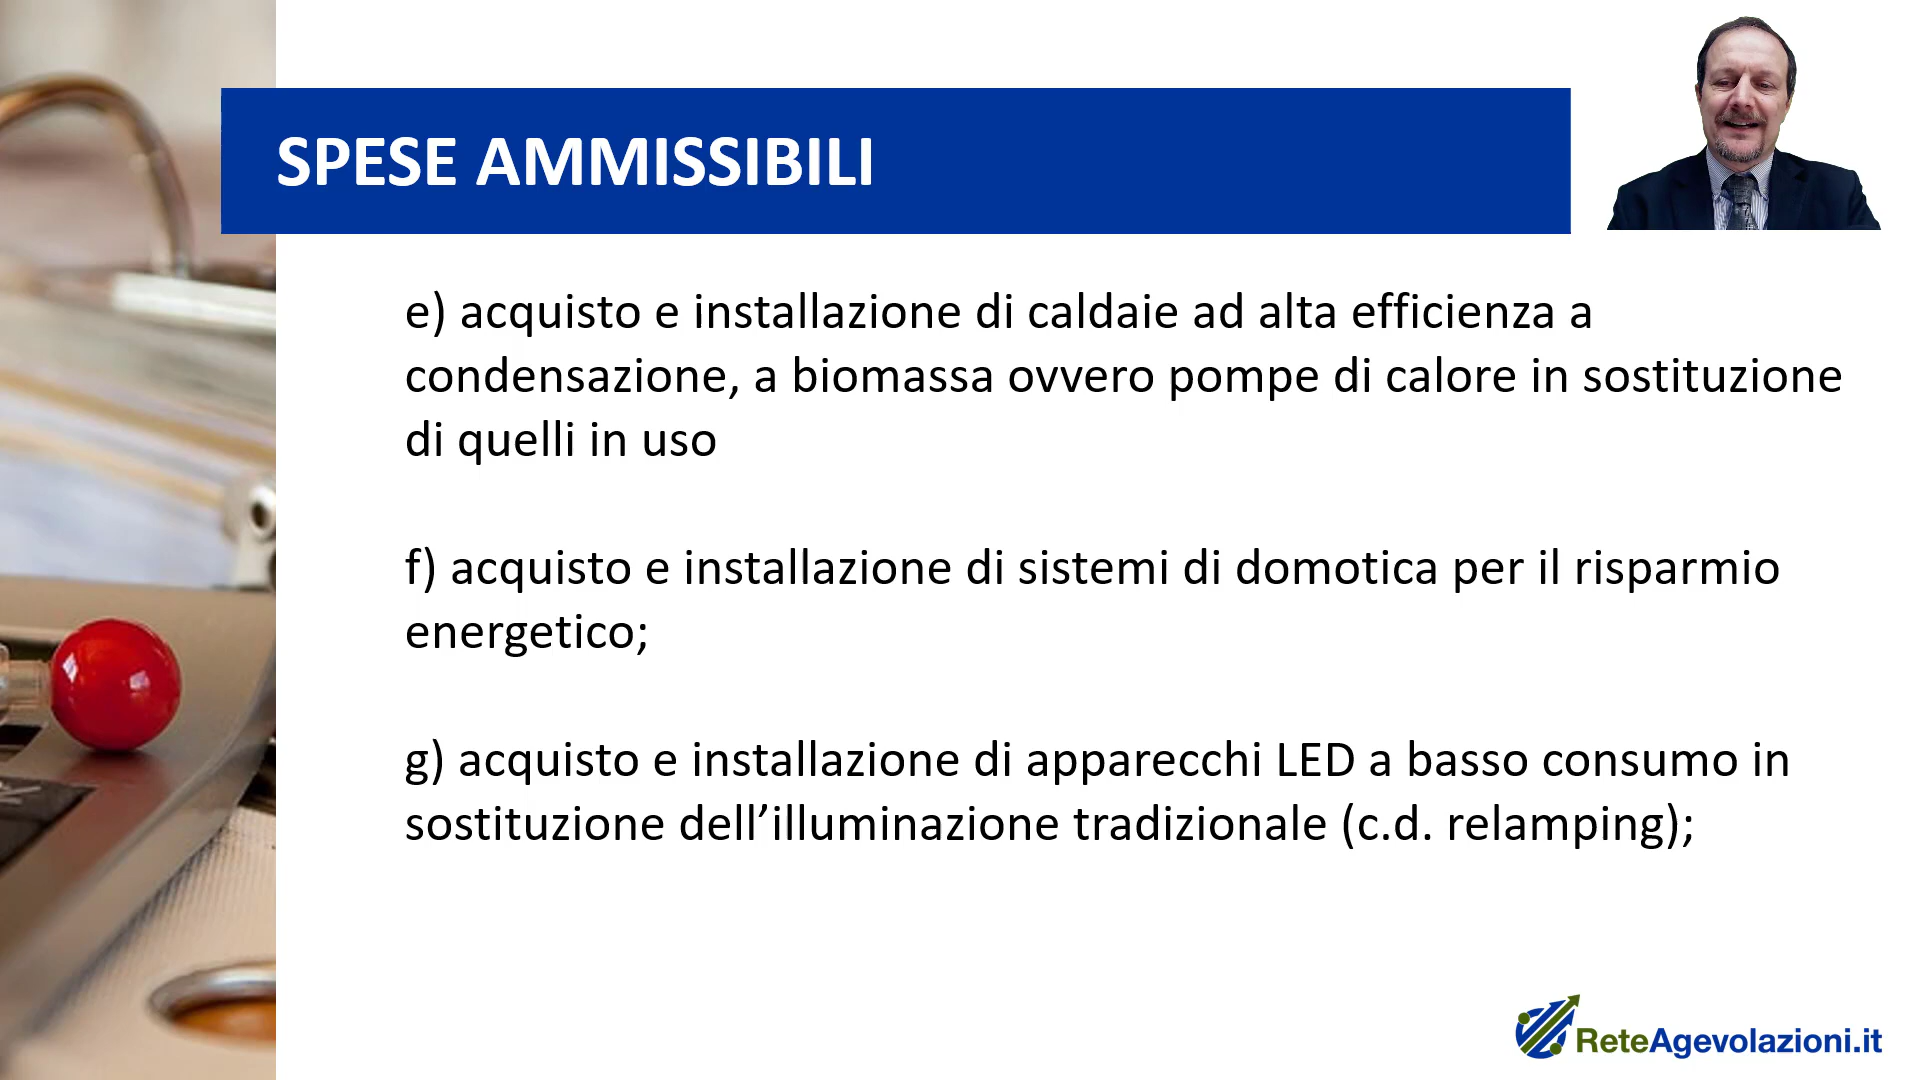 SPESE AMMISSIBILI
e) acquisto e installazione di caldaie ad alta efficienza a
condensazione, a biomassa ovvero pompe di calore in sostituzione
di quelli in uso
f) acquisto e installazione di sistemi di domotica per il risparmio
energetico;
g) acquisto e installazione di apparecchi LED a basso consumo in
sostituzione dell’illuminazione tradizionale (c.d. relamping);
ReteAgevolazioni.it